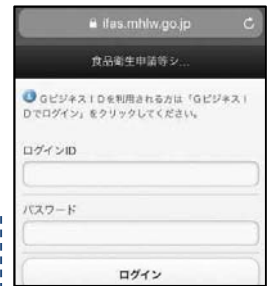 ifas.mhlw.go.jp
食品衛生申請等シ...
GビジネスIDを利用される方は「GビジネスI
Dでログイン」をクリックしてください。
ログインID
パスワード
ログイン